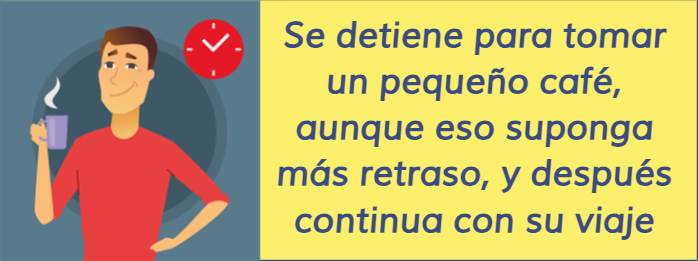 Se detiene para tomar
un pequeño café,
aunque eso suponga
más retraso, y después
continua con su viaje